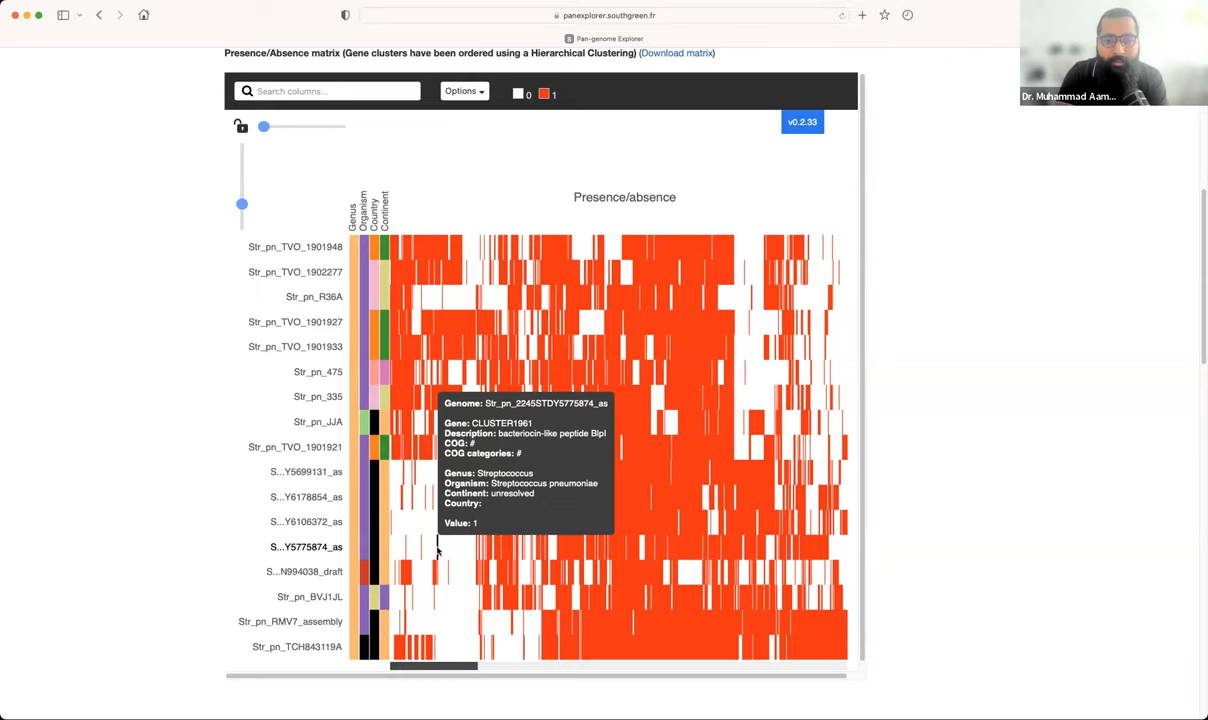 panexplorer.southgreen.fr
S Pan-genome Explorer
Presence/Absence matrix (Gene clusters have been ordered using a Hierarchical Clustering) (Download matrix)
Dr. Muhammad Aam...
Search columns...
Options
0
1
v0.2.33
Presence/absence
Genus
Organism
Country
Continent
Str_pn_TVO_1901948
Str_pn_TVO_1902277
Str_pn_R36A
Str_pn_TVO_1901927
Str_pn_TVO_1901933
Str_pn_475
Str_pn_335
Str_pn_JJA
Str_pn_TVO_1901921
S...Y5699131_as
S...Y6178854_as
S...Y6106372_as
S...Y5775874_as
S...N994038_draft
Str_pn_BVJ1JL
Str_pn_RMV7_assembly
Str_pn_TCH843119A
Genome: Str_pn_2245STDY5775874_as
Gene: CLUSTER1961
Description: bacteriocin-like peptide BlpI
COG: #
COG categories: #
Genus: Streptococcus
Organism: Streptococcus pneumoniae
Continent: unresolved
Country:
Value: 1